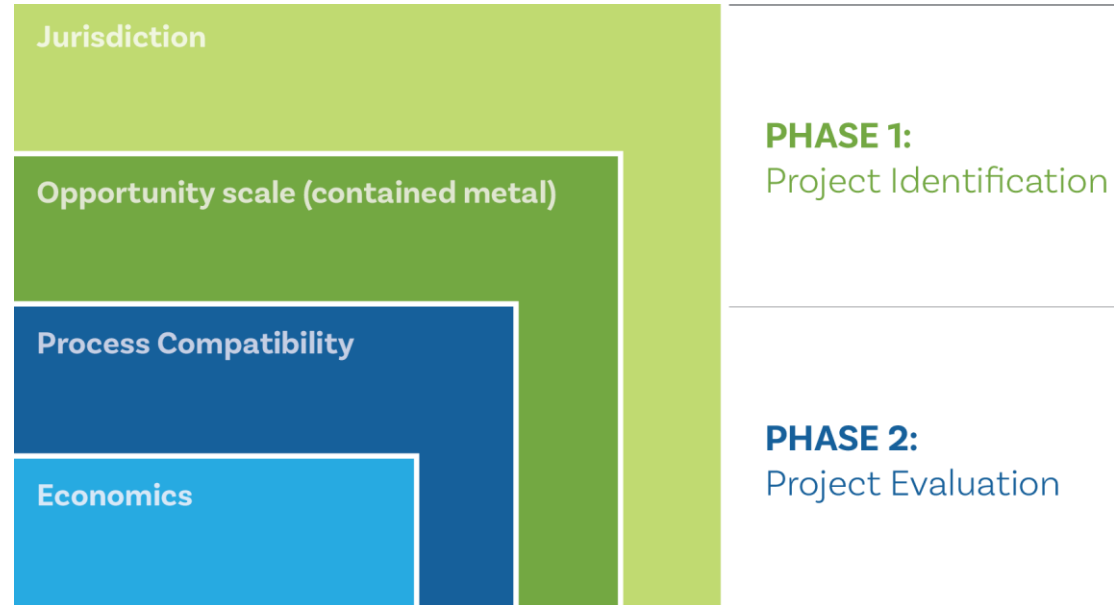 Jurisdiction
Opportunity scale (contained metal)
Process Compatibility
Economics
PHASE 1:
Project Identification
PHASE 2:
Project Evaluation